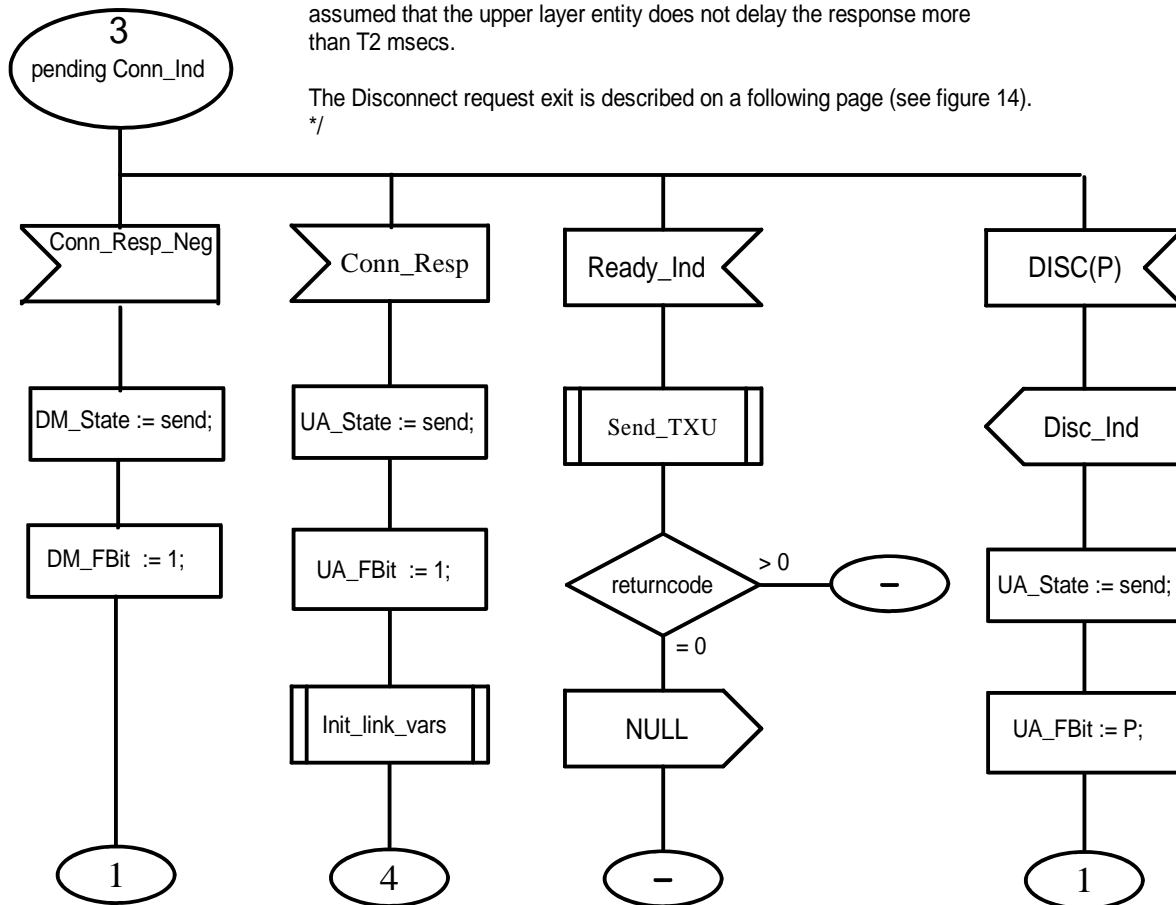 assumed that the upper layer entity does not delay the response more
than T2 msecs.
The Disconnect request exit is described on a following page (see figure 14).
*/
3
pending Conn_Ind
Conn_Resp_Neg
DM_State := send;
DM_FBit := 1;
1
Conn_Resp
UA_State := send;
UA_FBit := 1;
Init_link_vars
4
Ready_Ind
Send_TXU
returncode
> 0
–
= 0
NULL
–
DISC(P)
Disc_Ind
UA_State := send;
UA_FBit := P;
1